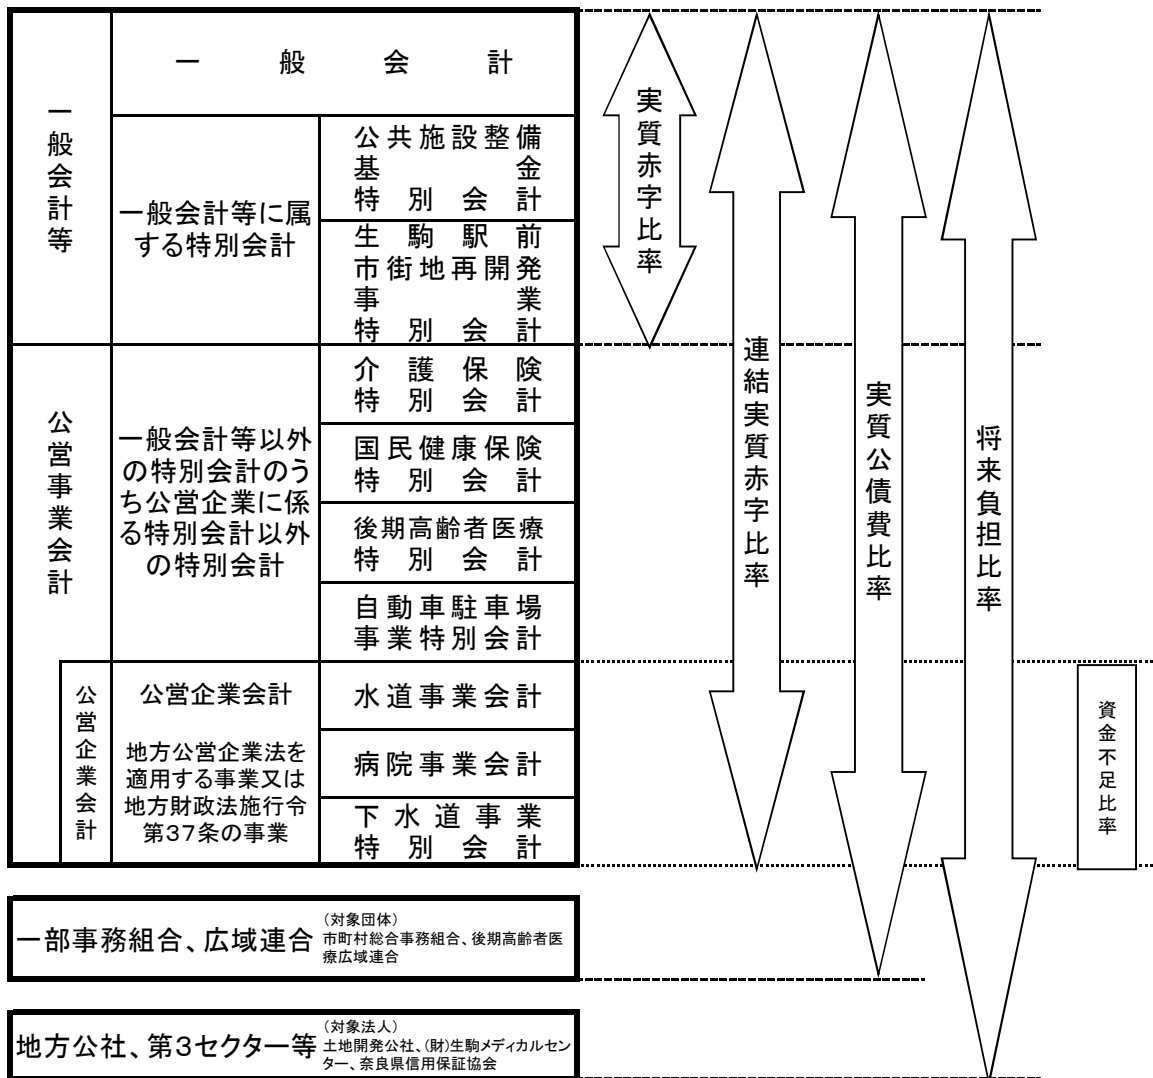 一般会計等
一般会計
一般会計等に属
する特別会計
公共施設整備
基金
特別会計
生駒駅前
市街地再開発
事業
特別会計
公営事業会計
一般会計等以外
の特別会計のう
ち公営企業に係
る特別会計以外
の特別会計
介護保険
特別会計
国民健康保険
特別会計
後期高齢者医療
特別会計
自動車駐車場
事業特別会計
公営企業会計
公営企業会計
地方公営企業法を
適用する事業又は
地方財政法施行令
第37条の事業
水道事業会計
病院事業会計
下水道事業
特別会計
実質赤字比率
連結実質赤字比率
実質公債費比率
将来負担比率
資金不足比率
一部事務組合、広域連合
(対象団体)
市町村総合事務組合、後期高齢者医
療広域連合
地方公社、第3セクター等
(対象法人)
土地開発公社、(財)生駒メディカルセン
ター、奈良県信用保証協会